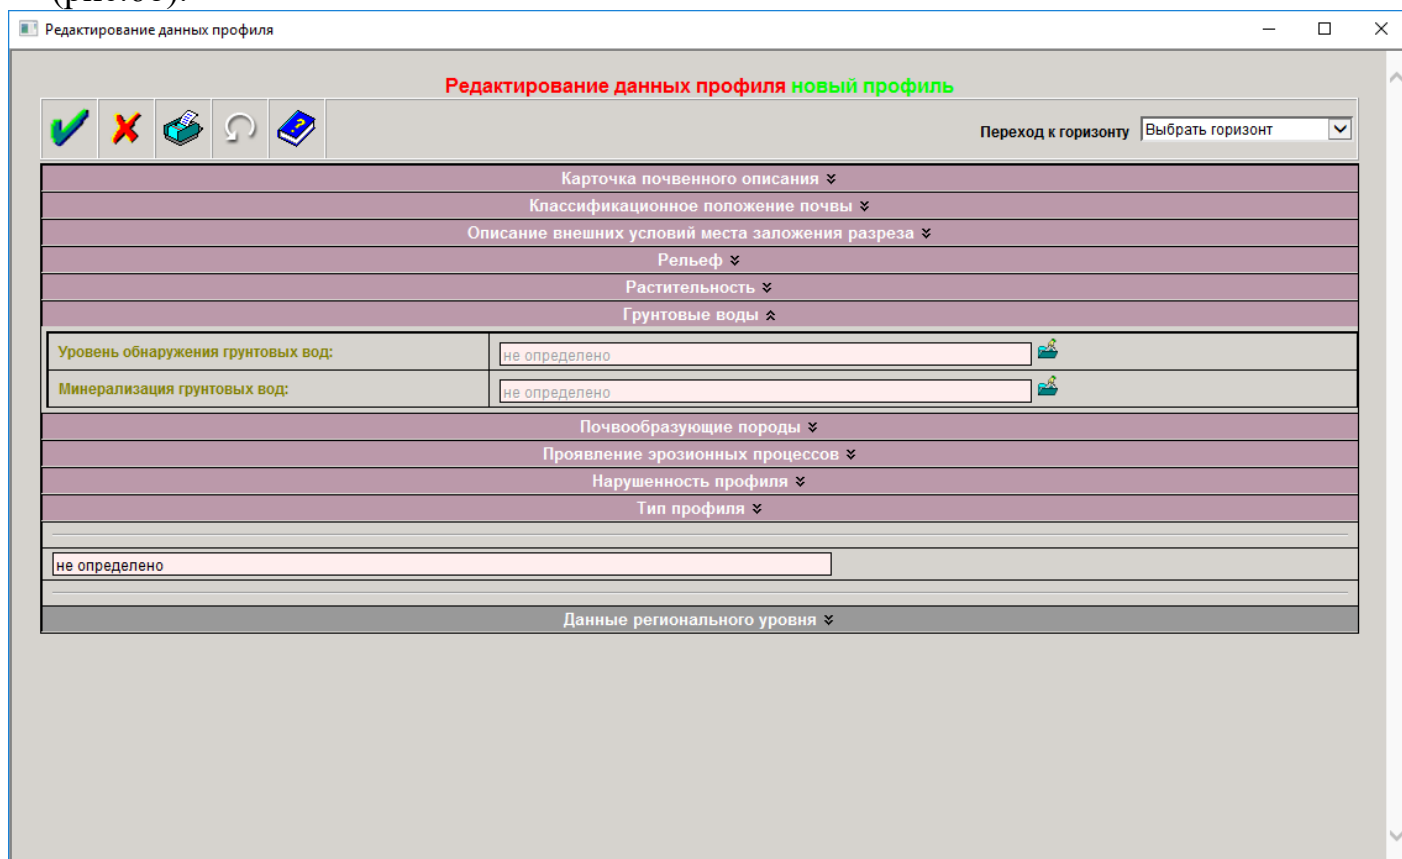 Редактирование данных профиля
Редактирование данных профиля новый профиль
Переход к горизонту Выбрать горизонт
Карточка почвенного описания
Классификационное положение почвы
Описание внешних условий места заложения разреза
Рельеф
Растительность
Грунтовые воды
Уровень обнаружения грунтовых вод: не определено
Минерализация грунтовых вод: не определено
Почвообразующие породы
Проявление эрозионных процессов
Нарушенность профиля
Тип профиля
не определено
Данные регионального уровня